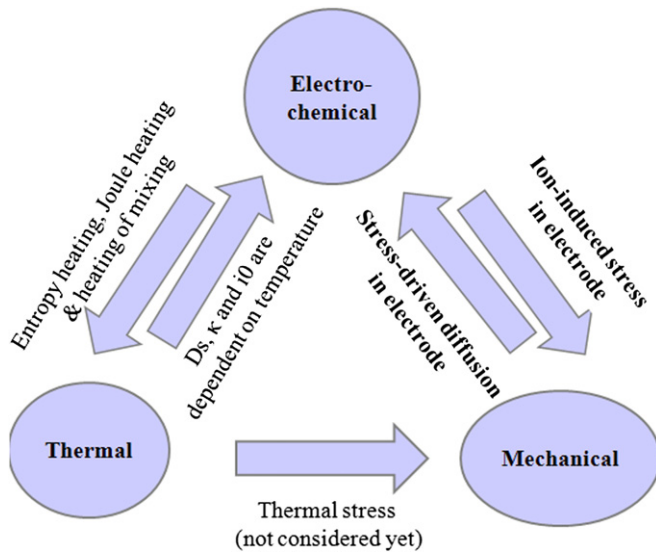 Electro-
chemical
Entropy heating, Joule heating
& heating of mixing
Ds, κ and i0 are
dependent on temperature
Stress-driven diffusion
in electrode
Ion-induced stress
in electrode
Thermal
Mechanical
Thermal stress
(not considered yet)